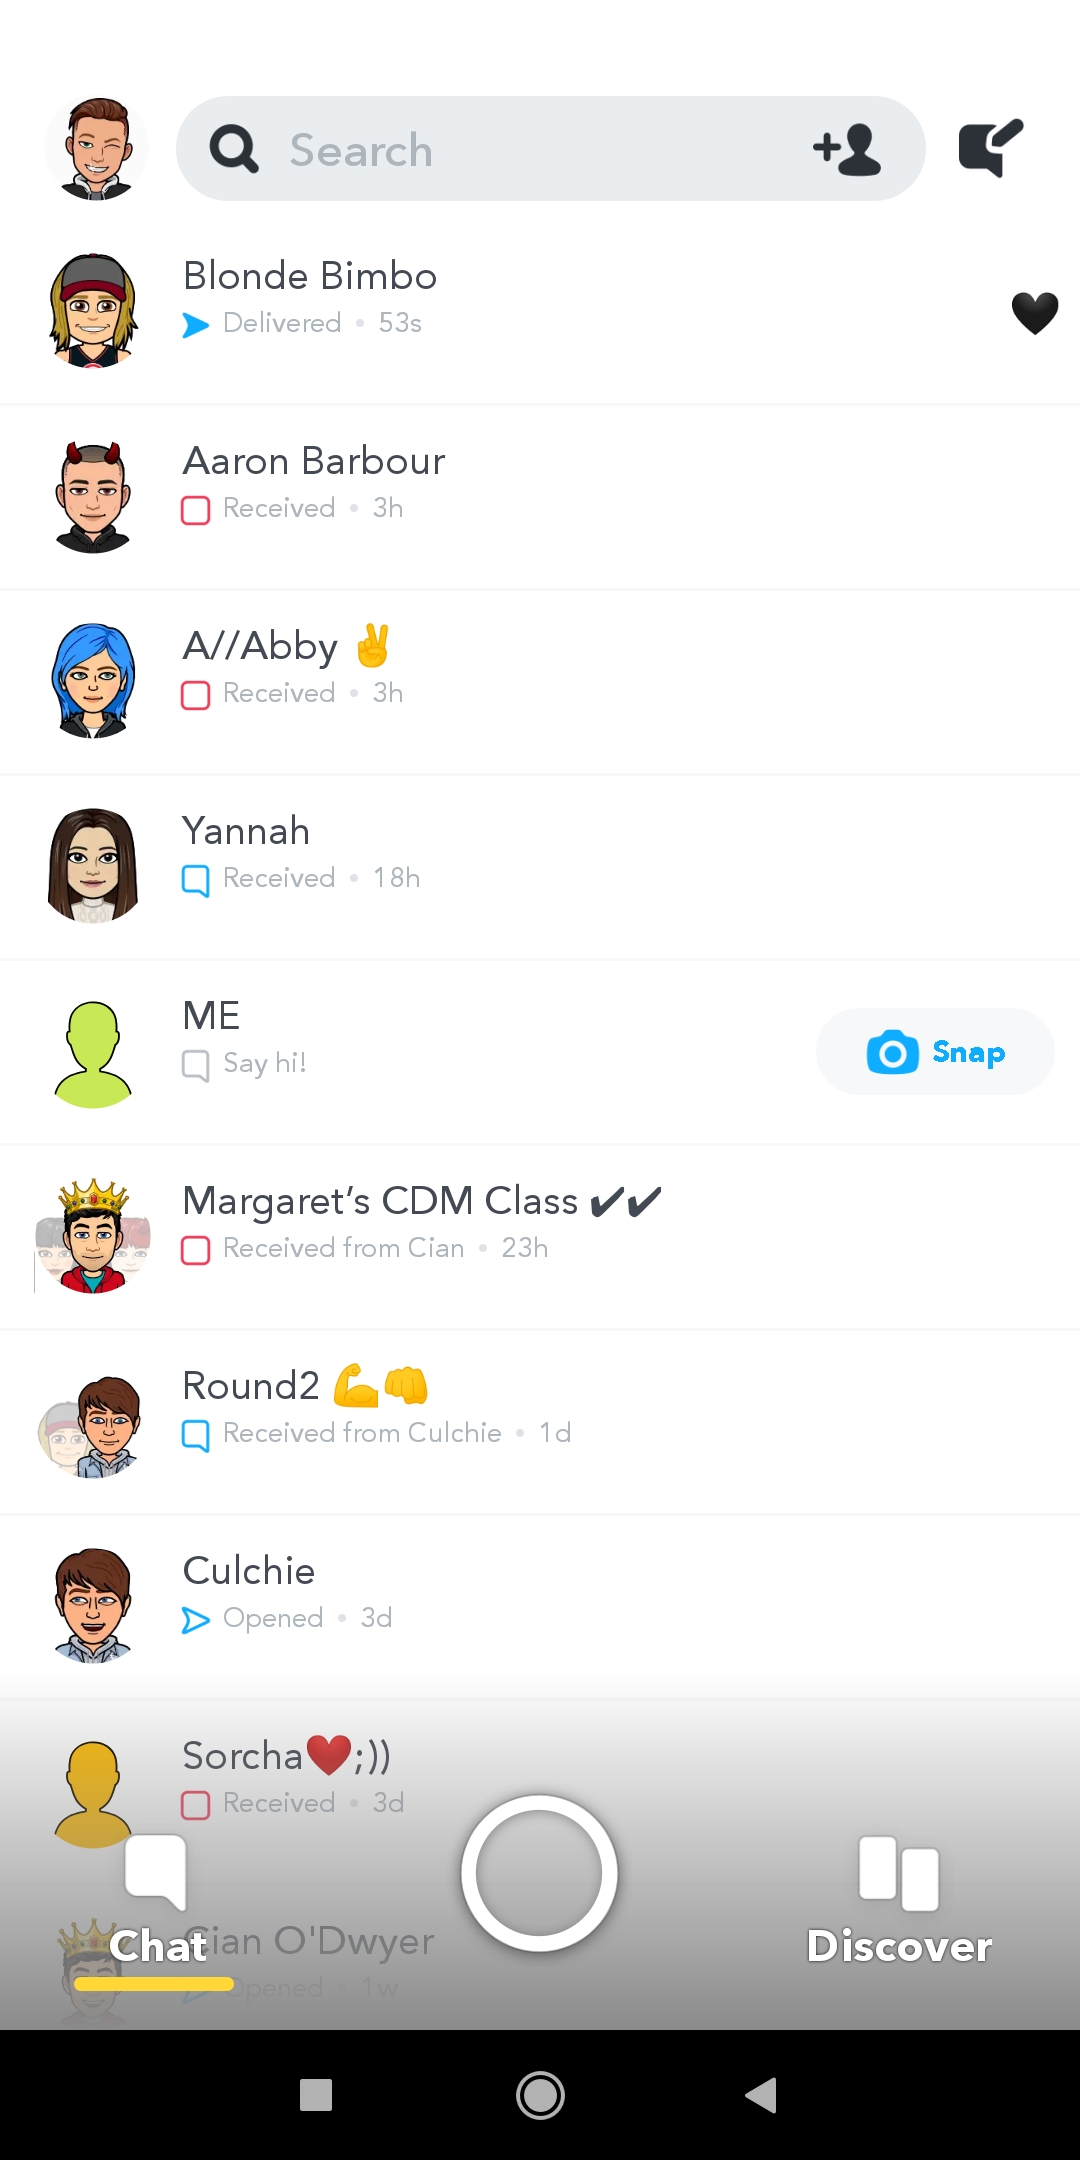 Search
Blonde Bimbo
Delivered • 53s
Aaron Barbour
Received • 3h
A//Abby ✌
Received • 3h
Yannah
Received • 18h
ME
Say hi!
Snap
Margaret’s CDM Class ✔✔
Received from Cian • 23h
Round2 💪👊
Received from Culchie • 1d
Culchie
Opened • 3d
Sorcha❤;))
Received • 3d
Cian O'Dwyer
Opened • 1w
Chat
Discover